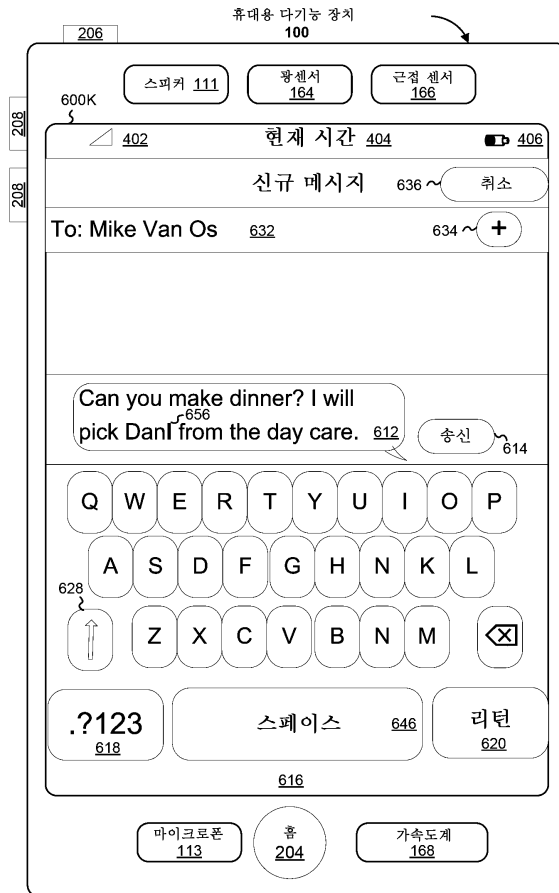 휴대용 다기능 장치
206
100
스피커 111
광센서
164
근접 센서
166
600K
208
208
402
현재 시간 404
406
신규 메시지
636
취소
To: Mike Van Os 632
634
+
Can you make dinner? I will
656
pick Dan from the day care. 612
송신
614
Q W E R T Y U I O P
A S D F G H N K L
628
Z X C V B N M
.?123
618
스페이스 646
리턴
620
616
마이크로폰
113
홈
204
가속도계
168